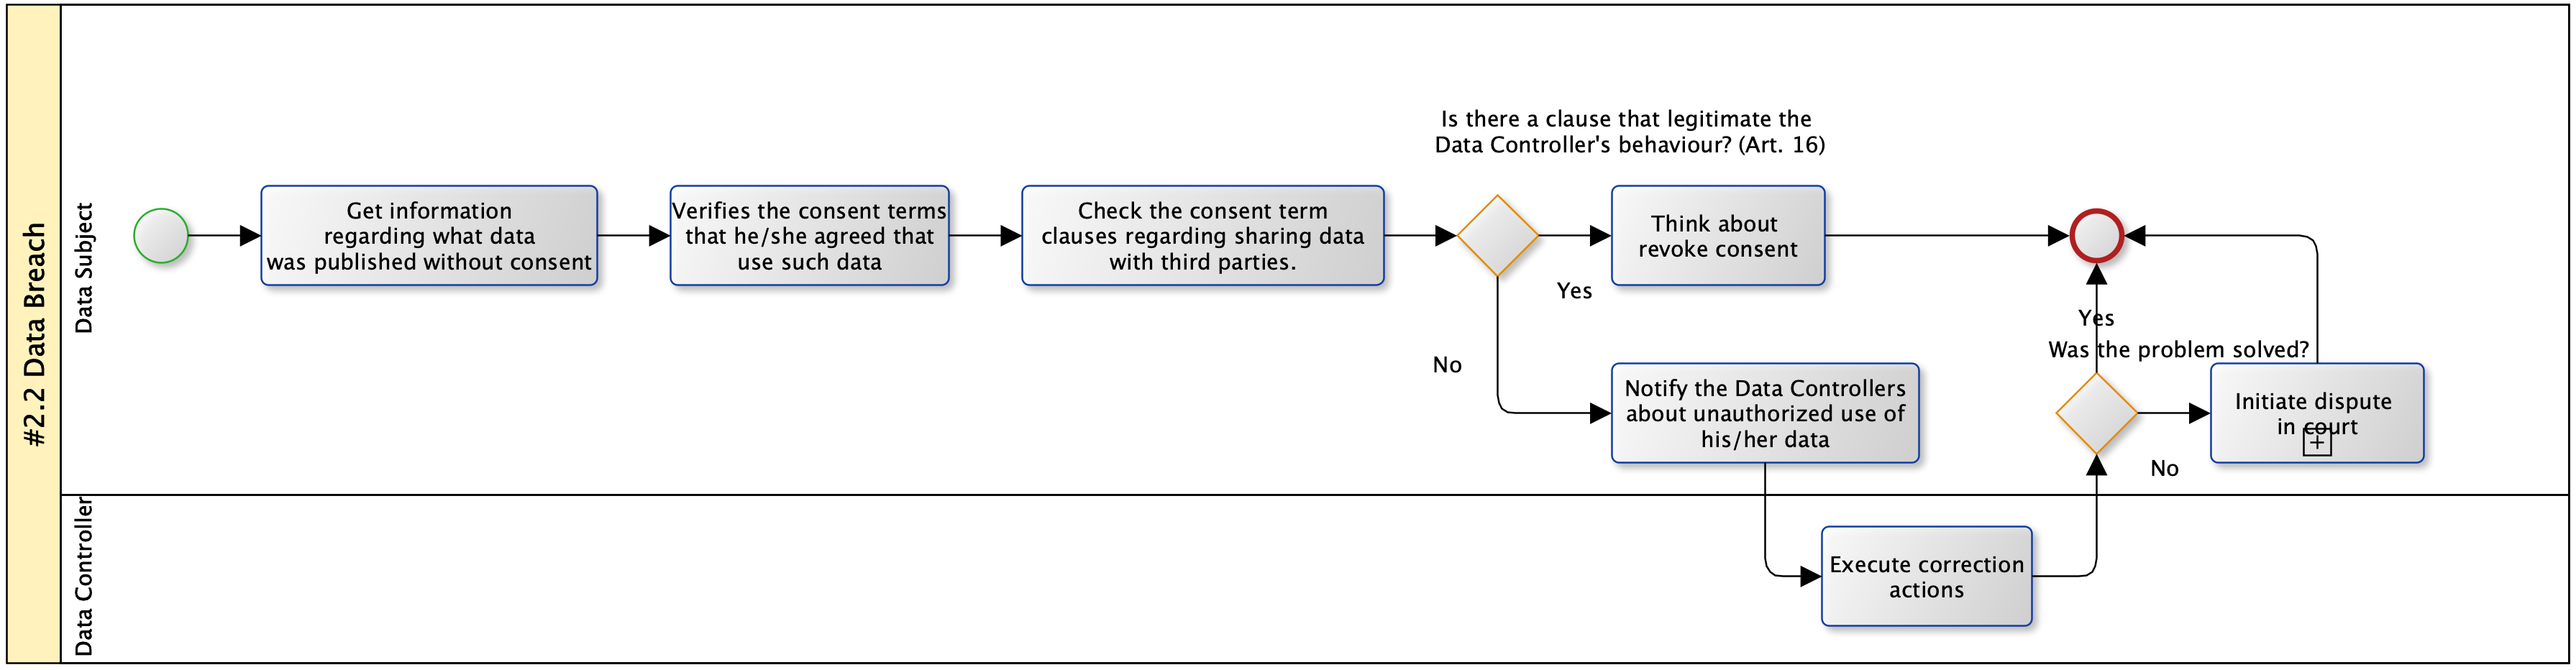 #2.2 Data Breach
Data Subject
Get information
regarding what data
was published without consent
Verifies the consent terms
that he/she agreed that
use such data
Check the consent term
clauses regarding sharing data
with third parties.
Is there a clause that legitimate the
Data Controller's behaviour? (Art. 16)
Yes
No
Think about
revoke consent
Notify the Data Controllers
about unauthorized use of
his/her data
Yes
Was the problem solved?
No
Initiate dispute
in court
Data Controller
Execute correction
actions